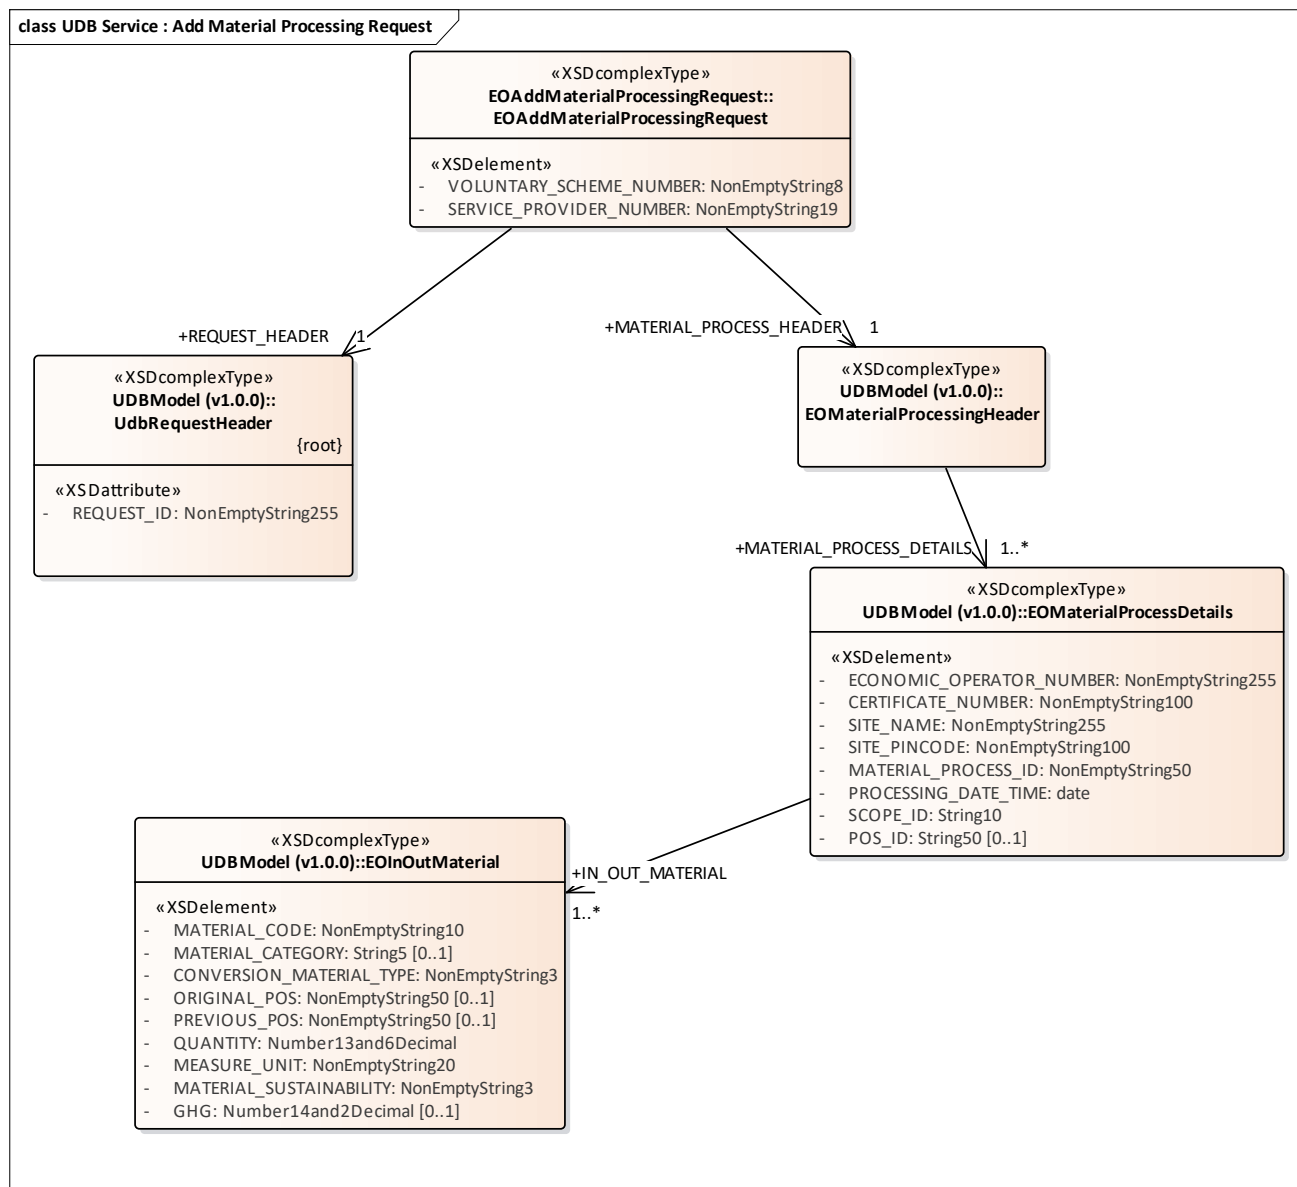 class UDB Service : Add Material Processing Request
«XSDcomplexType»
EOAddMaterialProcessingRequest::
EOAddMaterialProcessingRequest
«XSDelement»
- VOLUNTARY_SCHEME_NUMBER: NonEmptyString8
- SERVICE_PROVIDER_NUMBER: NonEmptyString19
+REQUEST_HEADER 1
+MATERIAL_PROCESS_HEADER 1
«XSDcomplexType»
UDBModel (v1.0.0)::
UdbRequestHeader
{root}
«XSDattribute»
- REQUEST_ID: NonEmptyString255
«XSDcomplexType»
UDBModel (v1.0.0)::
EOMaterialProcessingHeader
+MATERIAL_PROCESS_DETAILS 1..*
«XSDcomplexType»
UDBModel (v1.0.0)::EOMaterialProcessDetails
«XSDelement»
- ECONOMIC_OPERATOR_NUMBER: NonEmptyString255
- CERTIFICATE_NUMBER: NonEmptyString100
- SITE_NAME: NonEmptyString255
- SITE_PINCODE: NonEmptyString100
- MATERIAL_PROCESS_ID: NonEmptyString50
- PROCESSING_DATE_TIME: date
- SCOPE_ID: String10
- POS_ID: String50 [0..1]
+IN_OUT_MATERIAL
1..*
«XSDcomplexType»
UDBModel (v1.0.0)::EOInOutMaterial
«XSDelement»
- MATERIAL_CODE: NonEmptyString10
- MATERIAL_CATEGORY: String5 [0..1]
- CONVERSION_MATERIAL_TYPE: NonEmptyString3
- ORIGINAL_POS: NonEmptyString50 [0..1]
- PREVIOUS_POS: NonEmptyString50 [0..1]
- QUANTITY: Number13and6Decimal
- MEASURE_UNIT: NonEmptyString20
- MATERIAL_SUSTAINABILITY: NonEmptyString3
- GHG: Number14and2Decimal [0..1]